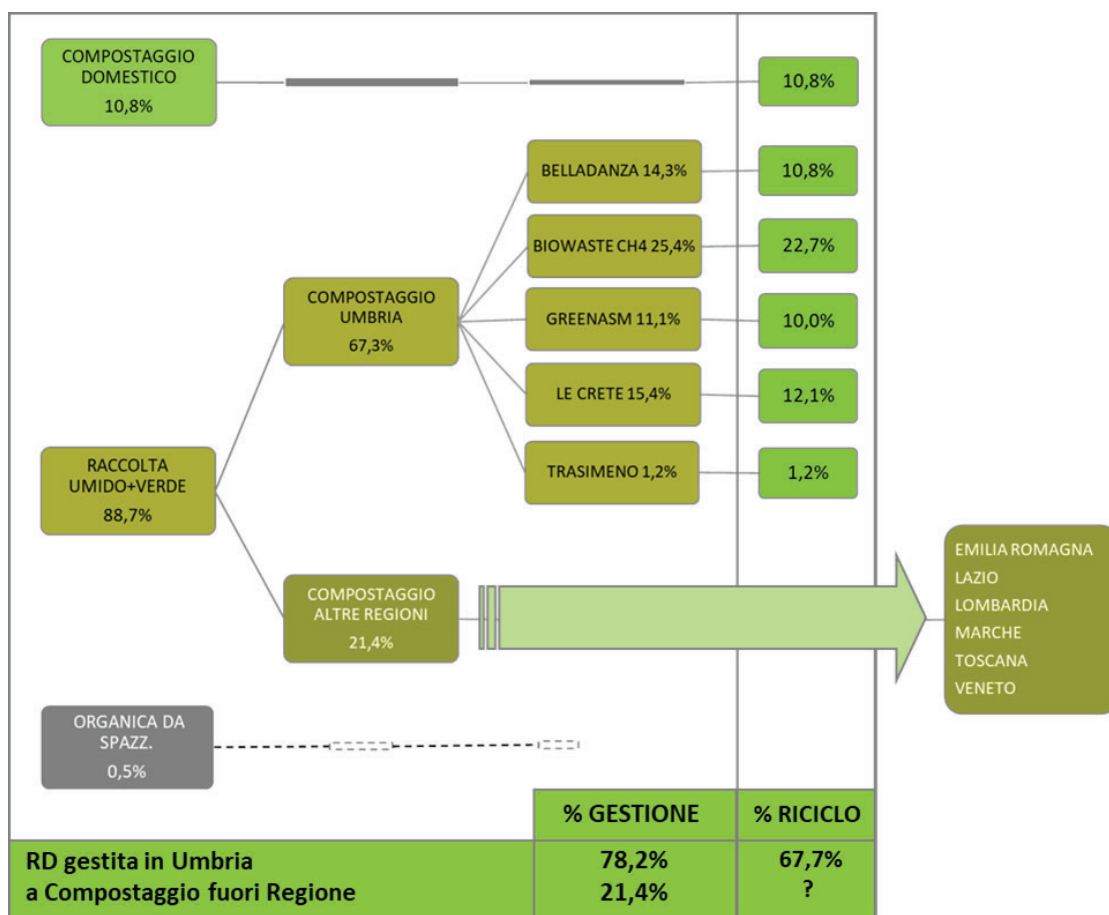 COMPOSTAGGIO
DOMESTICO
10,8%
10,8%
BELLADANZA 14,3%
10,8%
BIOWASTE CH4 25,4%
22,7%
COMPOSTAGGIO
UMBRIA
67,3%
GREENASM 11,1%
10,0%
LE CRETE 15,4%
12,1%
RACCOLTA
UMIDO+VERDE
88,7%
TRASIMENO 1,2%
1,2%
COMPOSTAGGIO
ALTRE REGIONI
21,4%
EMILIA ROMAGNA
LAZIO
LOMBARDIA
MARCHE
TOSCANA
VENETO
ORGANICA DA
SPAZZ.
0,5%
% GESTIONE % RICICLO
RD gestita in Umbria 78,2% 67,7%
a Compostaggio fuori Regione 21,4% ?